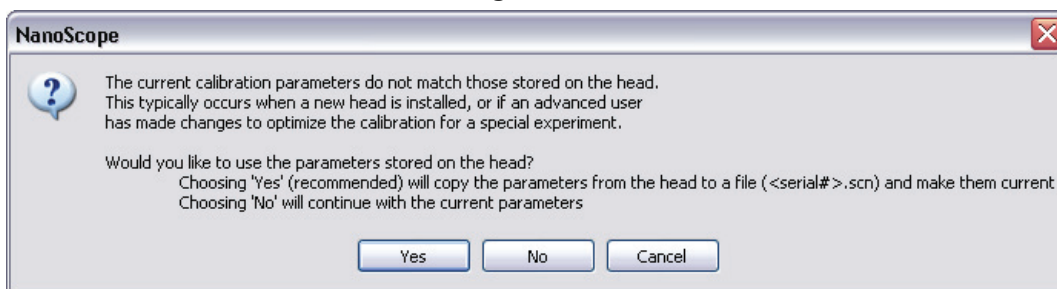 NanoScope
The current calibration parameters do not match those stored on the head.
This typically occurs when a new head is installed, or if an advanced user
has made changes to optimize the calibration for a special experiment.
Would you like to use the parameters stored on the head?
Choosing 'Yes' (recommended) will copy the parameters from the head to a file (<serial#>.scn) and make them current
Choosing 'No' will continue with the current parameters
Yes No Cancel